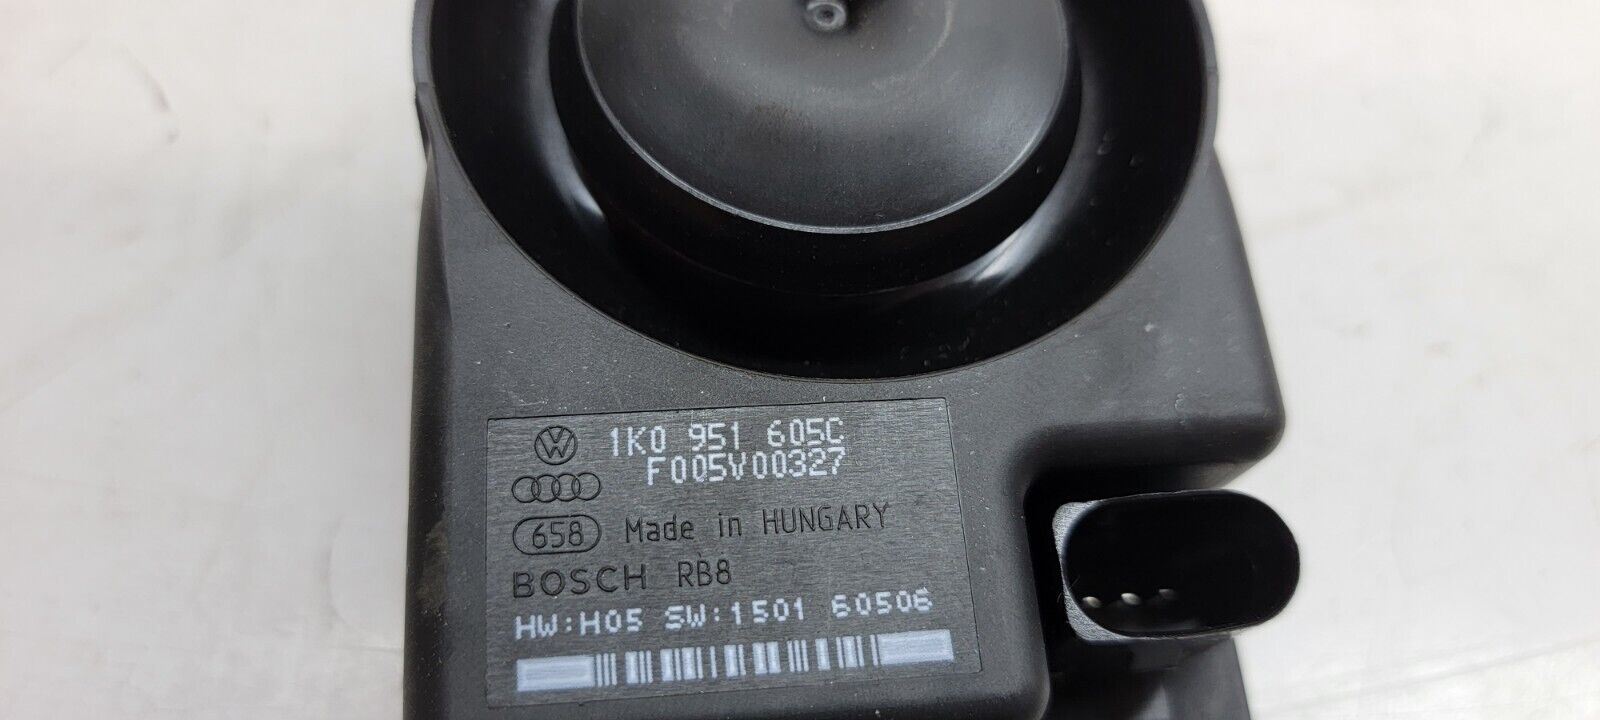 1K0 951 605C
F005V00327
658 Made in HUNGARY
BOSCH RB8
HW:H05 SW:1501 60506